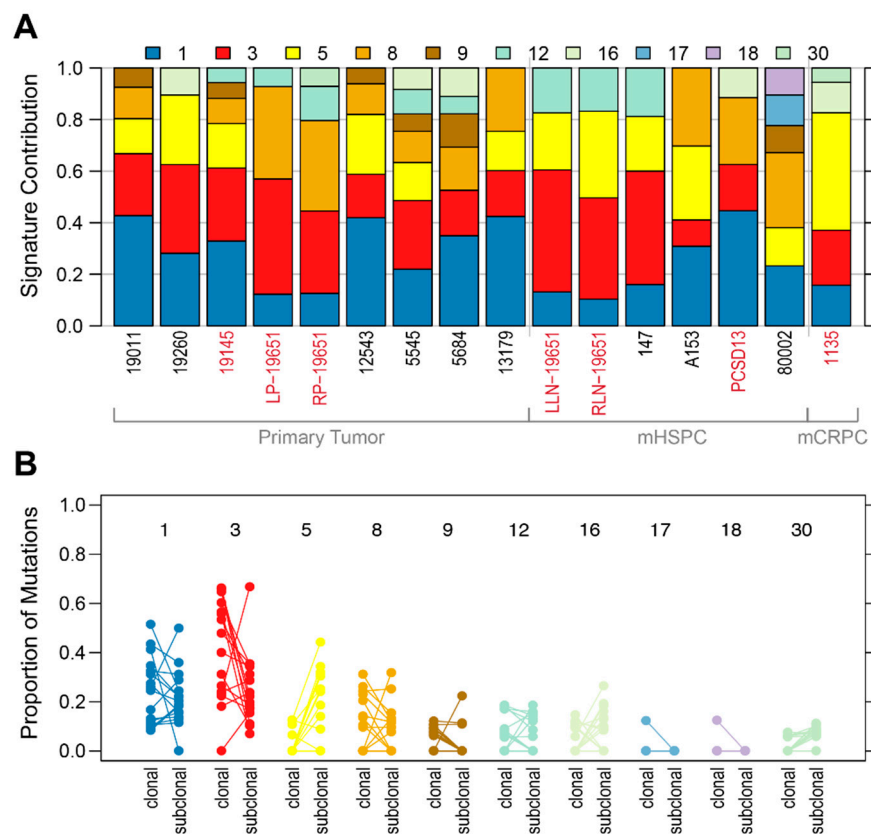 A
1 3 5 8 9 12 16 17 18 30
Signature Contribution
1.0
0.8
0.6
0.4
0.2
0.0
19011 19260 19145 LP-19651 RP-19651 12543 5545 5684 13179 LLN-19651 RLN-19651 147 A153 PCSD13 80002 1135
Primary Tumor mHSPC mCRPC
B
Proportion of Mutations
1.0
0.8
0.6
0.4
0.2
0.0
1 3 5 8 9 12 16 17 18 30
clonal subclonal clonal subclonal clonal subclonal clonal subclonal clonal subclonal clonal subclonal clonal subclonal clonal subclonal clonal subclonal clonal subclonal